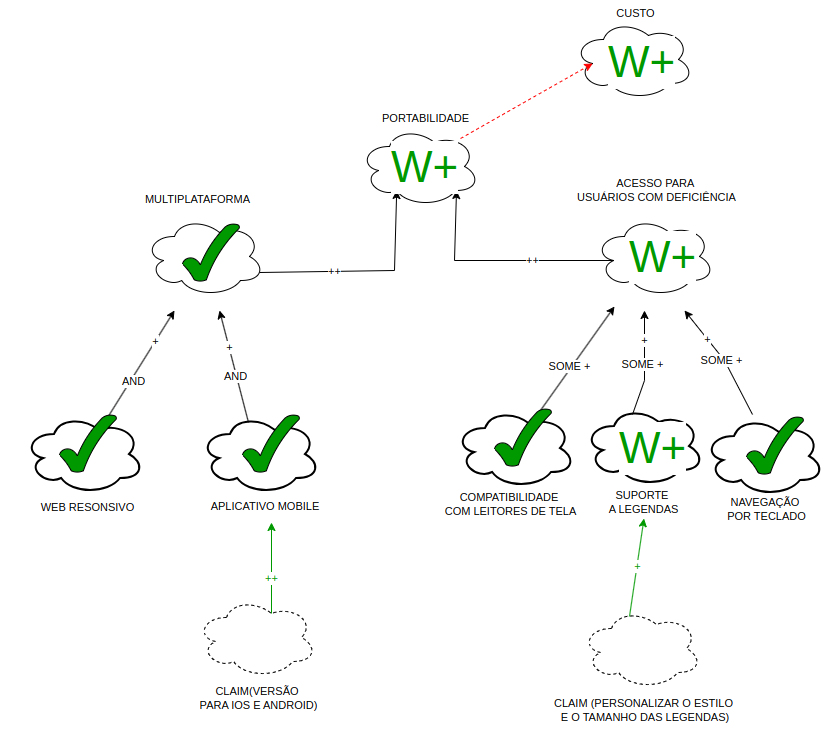 CUSTO
W+
PORTABILIDADE
W+
MULTIPLATAFORMA
ACESSO PARA
USUÁRIOS COM DEFICIÊNCIA
W+
++
++
+
+
+
+
AND
AND
SOME +
SOME +
SOME +
W+
WEB RESONSIVO
APLICATIVO MOBILE
COMPATIBILIDADE
COM LEITORES DE TELA
SUPORTE
A LEGENDAS
NAVEGAÇÃO
POR TECLADO
++
+
CLAIM(VERSÃO
PARA IOS E ANDROID)
CLAIM (PERSONALIZAR O ESTILO
E O TAMANHO DAS LEGENDAS)